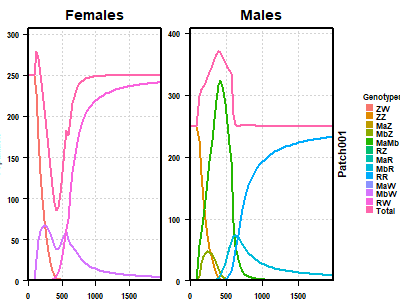 Females
Males
300
250
200
150
100
50
0
400
300
200
100
0
0
500
1000
1500
0
500
1000
1500
Patch001
Genotypes
ZW
ZZ
MaZ
MbZ
MaMb
RZ
MaR
MbR
RR
MaW
MbW
RW
Total